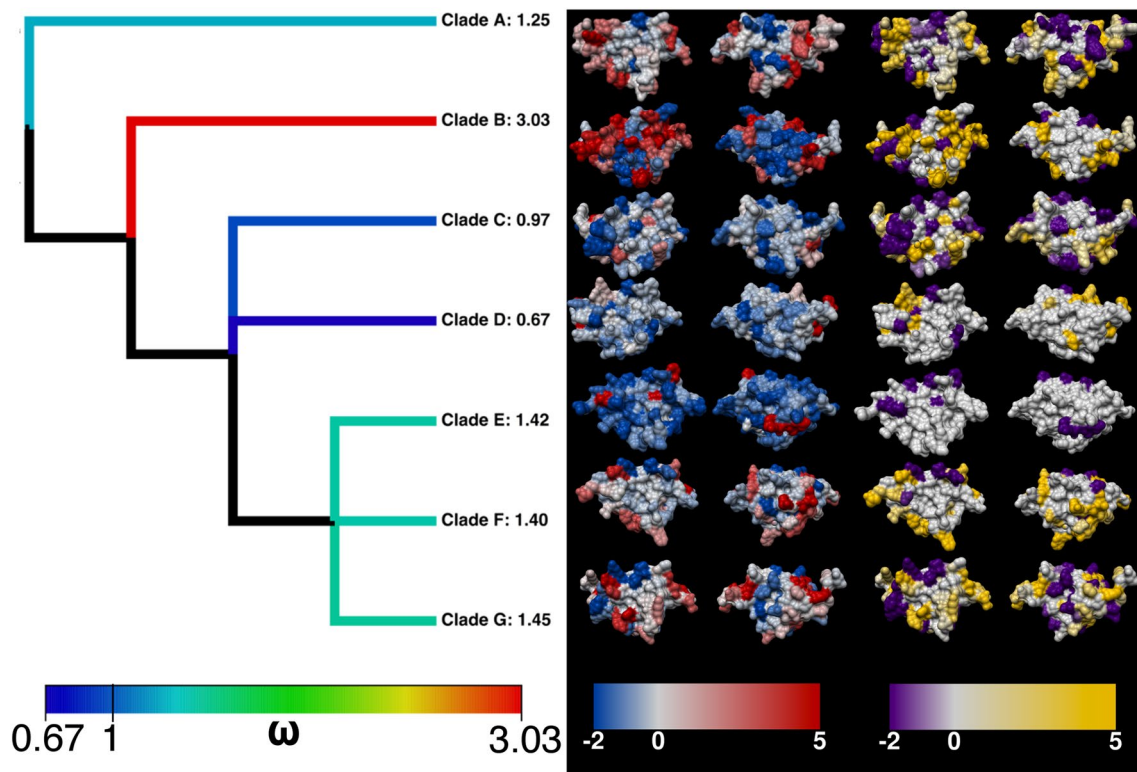 Clade A: 1.25
Clade B: 3.03
Clade C: 0.97
Clade D: 0.67
Clade E: 1.42
Clade F: 1.40
Clade G: 1.45
0.67 1 ω 3.03
-2 0 5
-2 0 5